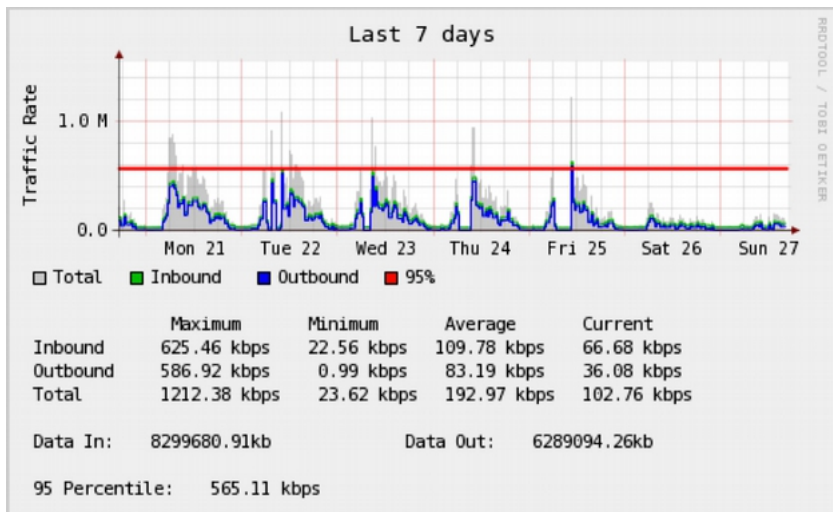 Last 7 days
RRDTOOL / TOBI OETIKER
Traffic Rate
1.0 M
0.0
Mon 21 Tue 22 Wed 23 Thu 24 Fri 25 Sat 26 Sun 27
Total Inbound Outbound 95%
Maximum Minimum Average Current
Inbound 625.46 kbps 22.56 kbps 109.78 kbps 66.68 kbps
Outbound 586.92 kbps 0.99 kbps 83.19 kbps 36.08 kbps
Total 1212.38 kbps 23.62 kbps 192.97 kbps 102.76 kbps
Data In: 8299680.91kb Data Out: 6289094.26kb
95 Percentile: 565.11 kbps